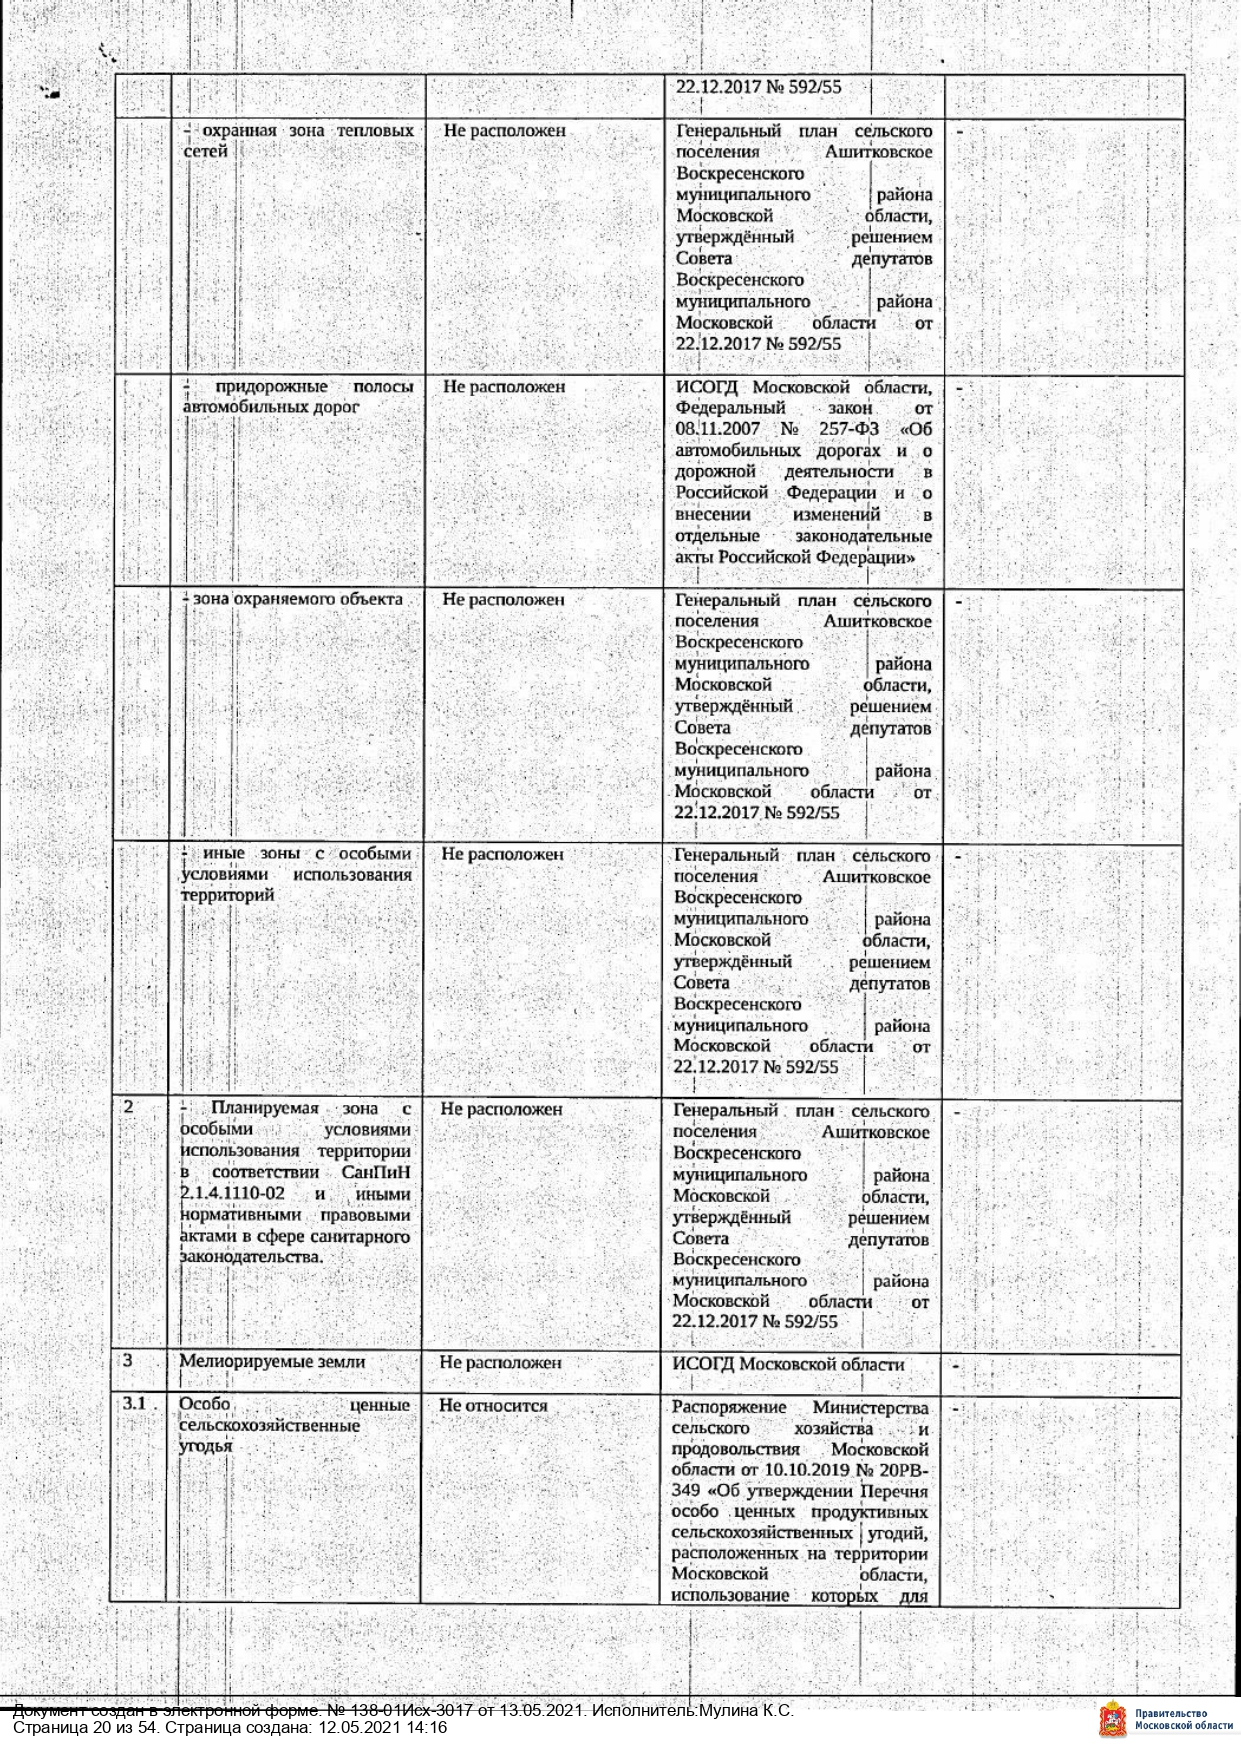 22.12.2017 № 592/55
- охранная зона тепловых
сетей
Не расположен
Генеральный план сельского
поселения Ашитковское
Воскресенского
муниципального района
Московской области,
утверждённый решением
Совета депутатов
Воскресенского
муниципального района
Московской области от
22.12.2017 № 592/55
-
- придорожные полосы
автомобильных дорог
Не расположен
ИСОГД Московской области,
Федеральный закон от
08.11.2007 № 257-ФЗ «Об
автомобильных дорогах и о
дорожной деятельности в
Российской Федерации и о
внесении изменений в
отдельные законодательные
акты Российской Федерации»
-
- зона охраняемого объекта
Не расположен
Генеральный план сельского
поселения Ашитковское
Воскресенского
муниципального района
Московской области,
утверждённый решением
Совета депутатов
Воскресенского
муниципального района
Московской области от
22.12.2017 № 592/55
-
- иные зоны с особыми
условиями использования
территорий
Не расположен
Генеральный план сельского
поселения Ашитковское
Воскресенского
муниципального района
Московской области,
утверждённый решением
Совета депутатов
Воскресенского
муниципального района
Московской области от
22.12.2017 № 592/55
-
2
- Планируемая зона с
особыми условиями
использования территории
в соответствии СанПиН
2.1.4.1110-02 и иными
нормативными правовыми
актами в сфере санитарного
законодательства.
Не расположен
Генеральный план сельского
поселения Ашитковское
Воскресенского
муниципального района
Московской области,
утверждённый решением
Совета депутатов
Воскресенского
муниципального района
Московской области от
22.12.2017 № 592/55
-
3
Мелиорируемые земли
Не расположен
ИСОГД Московской области
-
3.1
Особо ценные
сельскохозяйственные
угодья
Не относится
Распоряжение Министерства
сельского хозяйства и
продовольствия Московской
области от 10.10.2019 № 20РВ-
349 «Об утверждении Перечня
особо ценных продуктивных
сельскохозяйственных угодий,
расположенных на территории
Московской области,
использование которых для
-
Документ создан в электронной форме. № 138-01Исх-3017 от 13.05.2021. Исполнитель:Мулина К.С.
Страница 20 из 54. Страница создана: 12.05.2021 14:16
Правительство
Московской области